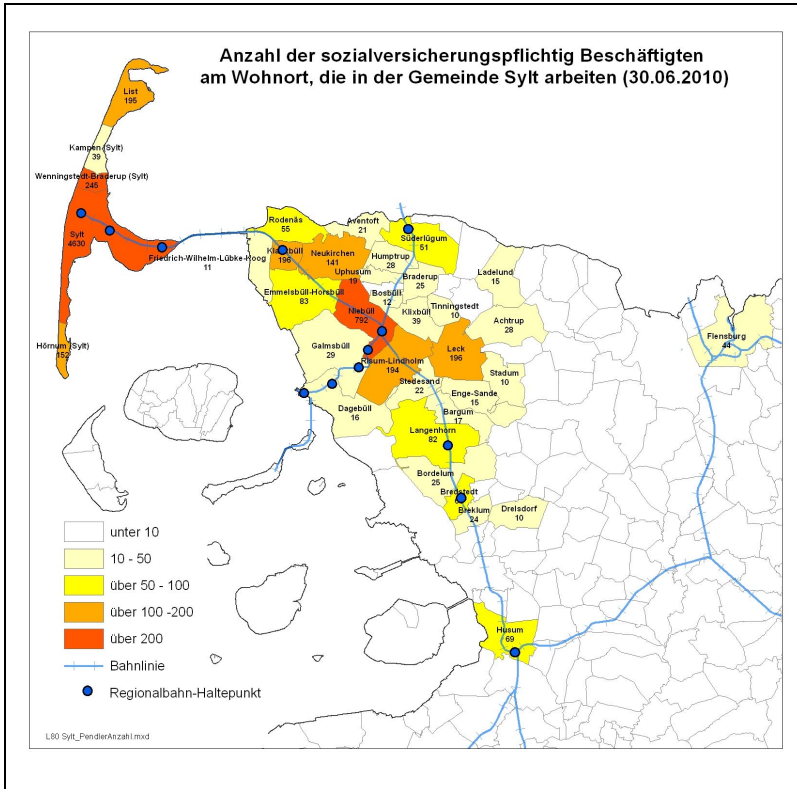 Anzahl der sozialversicherungspflichtig Beschäftigten
am Wohnort, die in der Gemeinde Sylt arbeiten (30.06.2010)
List
195
Kampen (Sylt)
39
Wenningstedt-Braderup (Sylt)
245
Sylt
4630
Hörnum (Sylt)
152
Friedrich-Wilhelm-Lübke-Koog
11
Rodenäs
55
Aventoft
21
Süderlügum
51
196
Neukirchen
141
Humptrup
28
Uphusum
19
Braderup
25
Ladelund
15
Emmelsbüll-Horsbüll
83
Bosbüll
12
Tinningstedt
10
Niebüll
792
Klixbüll
39
Achtrup
28
Flensburg
44
Galmsbüll
29
Leck
196
Risum-Lindholm
194
Stedesand
22
Stadum
10
Enge-Sande
15
Dagebüll
16
Bargum
17
Langenhorn
82
Bordelum
25
Bredstedt
Breklum
24
Drelsdorf
10
Husum
69
unter 10
10 - 50
über 50 - 100
über 100 -200
über 200
Bahnlinie
Regionalbahn-Haltepunkt
L80 Sylt_PendlerAnzahl.mxd